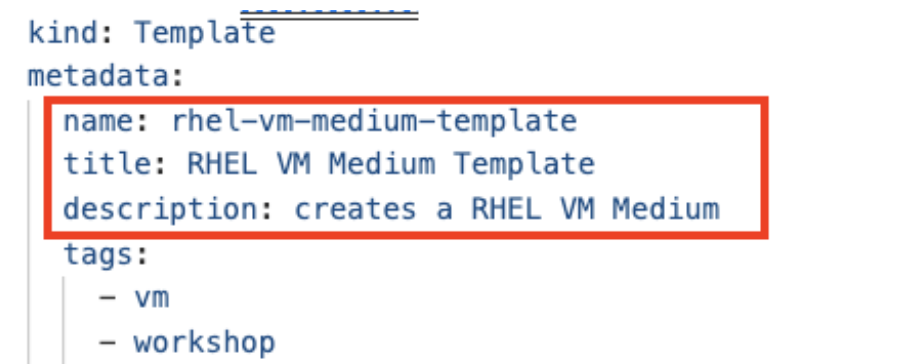 kind: Template
metadata:
name: rhel-vm-medium-template
title: RHEL VM Medium Template
description: creates a RHEL VM Medium
tags:
- vm
- workshop